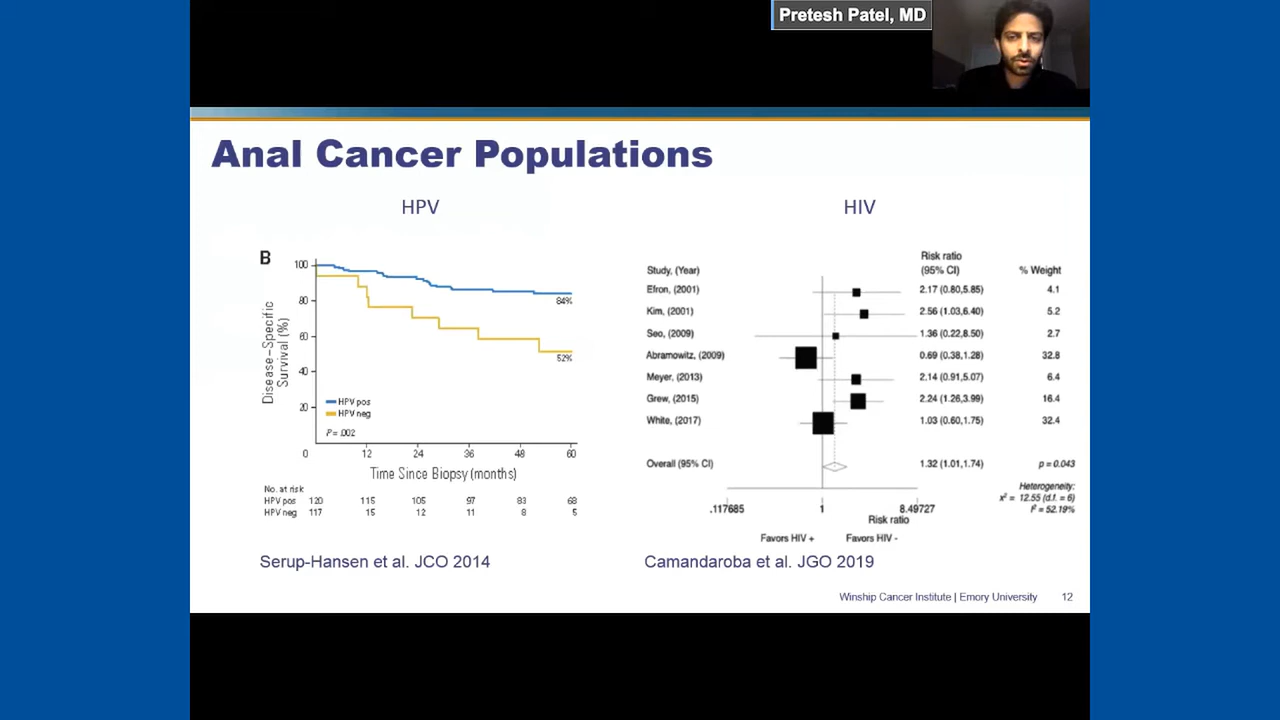 Pretesh Patel, MD
Anal Cancer Populations
HPV
HIV
B
Disease-Specific
Survival (%)
100
80
60
40
20
0
12
24
36
48
60
84%
52%
HPV pos
HPV neg
P = .002
Time Since Biopsy (months)
No. at risk
HPV pos 120 115 105 97 83 68
HPV neg 117 15 12 11 8 5
Serup-Hansen et al. JCO 2014
Risk ratio
Study, (Year) (95% CI) % Weight
Efron, (2001) 2.17 (0.80,5.85) 4.1
Kim, (2001) 2.56 (1.03,6.40) 5.2
Seo, (2009) 1.36 (0.22,8.50) 2.7
Abramowitz, (2009) 0.69 (0.38,1.28) 32.8
Meyer, (2013) 2.14 (0.91,5.07) 6.4
Grew, (2015) 2.24 (1.26,3.99) 16.4
White, (2017) 1.03 (0.60,1.75) 32.4
Overall (95% CI) 1.32 (1.01,1.74) p = 0.043
Heterogeneity:
x² = 12.55 (d.f. = 6)
I² = 52.19%
.117685 1 8.49727
Risk ratio
Favors HIV + Favors HIV -
Camandaroba et al. JGO 2019
Winship Cancer Institute | Emory University 12